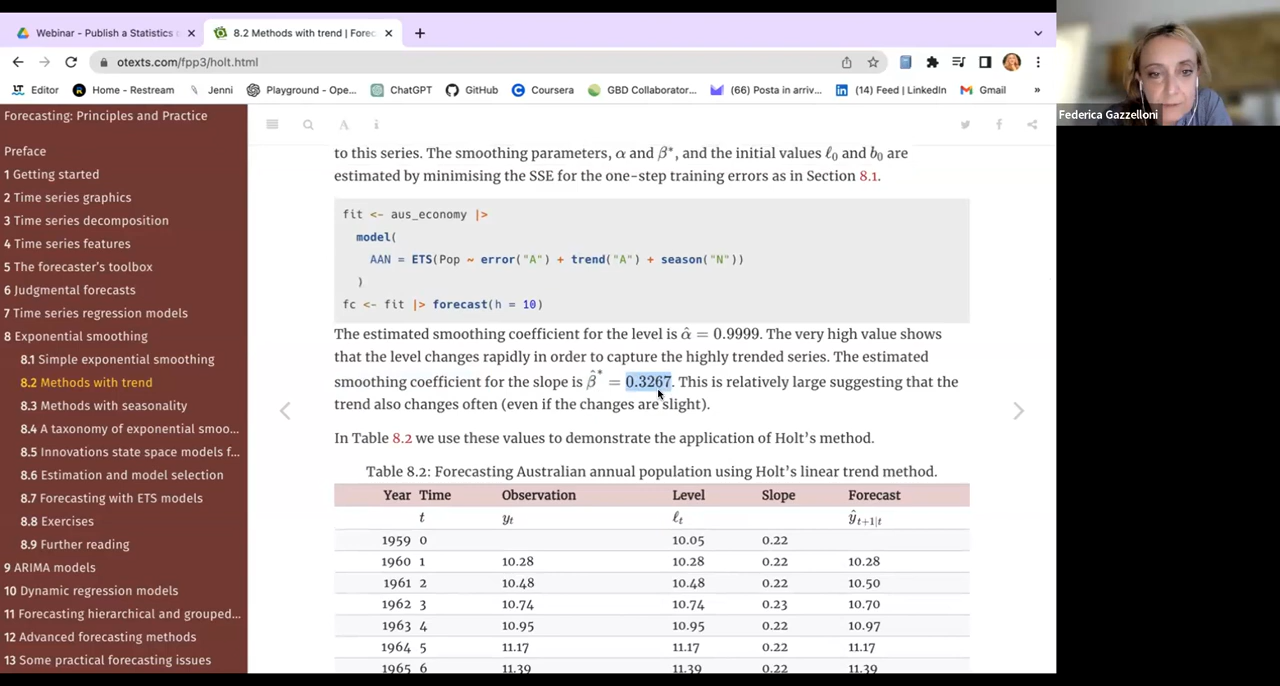 Webinar - Publish a Statistics
8.2 Methods with trend | Forec
otexts.com/fpp3/holt.html
Editor
Home - Restream
Jenni
Playground - Ope...
ChatGPT
GitHub
Coursera
GBD Collaborator...
(66) Posta in arriv...
(14) Feed | LinkedIn
Gmail
»
Federica Gazzelloni
Forecasting: Principles and Practice
Preface
1 Getting started
2 Time series graphics
3 Time series decomposition
4 Time series features
5 The forecaster's toolbox
6 Judgmental forecasts
7 Time series regression models
8 Exponential smoothing
8.1 Simple exponential smoothing
8.2 Methods with trend
8.3 Methods with seasonality
8.4 A taxonomy of exponential smoo...
8.5 Innovations state space models f...
8.6 Estimation and model selection
8.7 Forecasting with ETS models
8.8 Exercises
8.9 Further reading
9 ARIMA models
10 Dynamic regression models
11 Forecasting hierarchical and grouped...
12 Advanced forecasting methods
13 Some practical forecasting issues
to this series. The smoothing parameters, α and β*, and the initial values ℓ0 and b0 are
estimated by minimising the SSE for the one-step training errors as in Section 8.1.
fit <- aus_economy |>
model(
AAN = ETS(Pop ~ error("A") + trend("A") + season("N"))
)
fc <- fit |> forecast(h = 10)
The estimated smoothing coefficient for the level is α̂ = 0.9999. The very high value shows
that the level changes rapidly in order to capture the highly trended series. The estimated
smoothing coefficient for the slope is β̂* = 0.3267. This is relatively large suggesting that the
trend also changes often (even if the changes are slight).
In Table 8.2 we use these values to demonstrate the application of Holt's method.
Table 8.2: Forecasting Australian annual population using Holt's linear trend method.
Year Time Observation Level Slope Forecast
t yt ℓt ŷt+1|t
1959 0 10.05 0.22
1960 1 10.28 10.28 0.22 10.28
1961 2 10.48 10.48 0.22 10.50
1962 3 10.74 10.74 0.23 10.70
1963 4 10.95 10.95 0.22 10.97
1964 5 11.17 11.17 0.22 11.17
1965 6 11.39 11.39 0.22 11.39